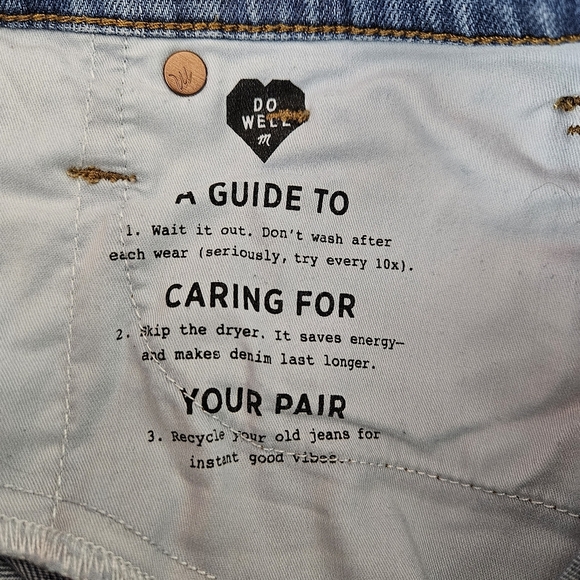 DO
WELL
m
A GUIDE TO
1. Wait it out. Don't wash after
each wear (seriously, try every 10x).
CARING FOR
2. Skip the dryer. It saves energy—
and makes denim last longer.
YOUR PAIR
3. Recycle your old jeans for
instant good vibes.